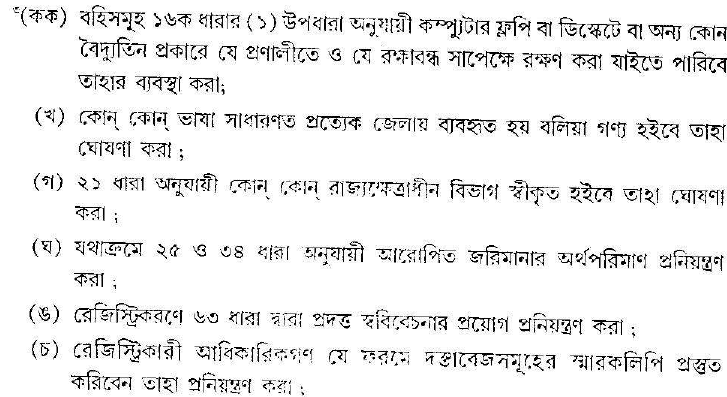 "(কক) বহিসমূহ ১৬ক ধারার (১) উপধারা অনুযায়ী কম্প্যুটার ফ্লপি বা ডিস্কেটে বা অন্য কোন
বৈদ্যুতিন প্রকারে যে প্রণালীতে ও যে রক্ষাবন্ধ সাপেক্ষে রক্ষণ করা যাইতে পারিবে
তাহার ব্যবস্থা করা;
(খ) কোন্ কোন্ ভাষা সাধারণত প্রত্যেক জেলায় ব্যবহৃত হয় বলিয়া গণ্য হইবে তাহা
ঘোষণা করা ;
(গ) ২১ ধারা অনুযায়ী কোন্ কোন্ রাজ্যক্ষেত্রাধীন বিভাগ স্বীকৃত হইবে তাহা ঘোষণা
করা ;
(ঘ) যথাক্রমে ২৫ ও ৩৪ ধারা অনুযায়ী আরোপিত জরিমানার অর্থপরিমাণ প্রনিয়ন্ত্রণ
করা ;
(ঙ) রেজিস্ট্রিকরণে ৬৩ ধারা দ্বারা প্রদত্ত স্ববিবেচনার প্রয়োগ প্রনিয়ন্ত্রণ করা ;
(চ) রেজিস্ট্রিকারী আধিকারিকগণ যে ফরমে দস্তাবেজসমূহের স্মারকলিপি প্রস্তুত
করিবেন তাহা প্রনিয়ন্ত্রণ করা ;